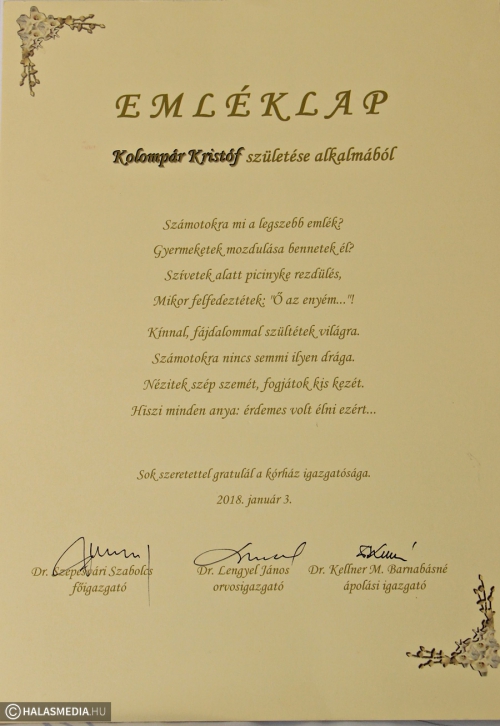 EMLÉKLAP
Kolompár Kristóf születése alkalmából
Számotokra mi a legszebb emlék?
Gyermeketek mozdulása bennetek él?
Szívetek alatt picinyke rezdülés,
Mikor felfedeztétek: "Ő az enyém..."!
Kínnal, fájdalommal szültétek világra.
Számotokra nincs semmi ilyen drága.
Nézitek szép szemét, fogjátok kis kezét.
Hiszi minden anya: érdemes volt élni ezért...
Sok szeretettel gratulál a kórház igazgatósága.
2018. január 3.
Dr. Szepesvári Szabolcs Dr. Lengyel János Dr. Kellner M. Barnabásné
főigazgató orvosigazgató ápolási igazgató
©HALASMEDIA.HU